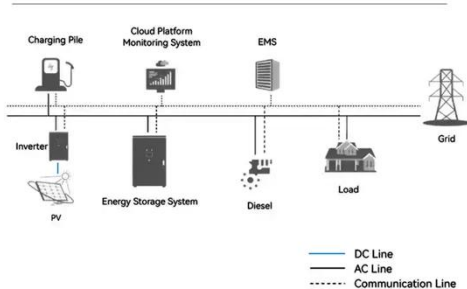 Charging Pile
Cloud Platform
Monitoring System
EMS
Grid
Inverter
PV
Energy Storage System
Diesel
Load
DC Line
AC Line
Communication Line